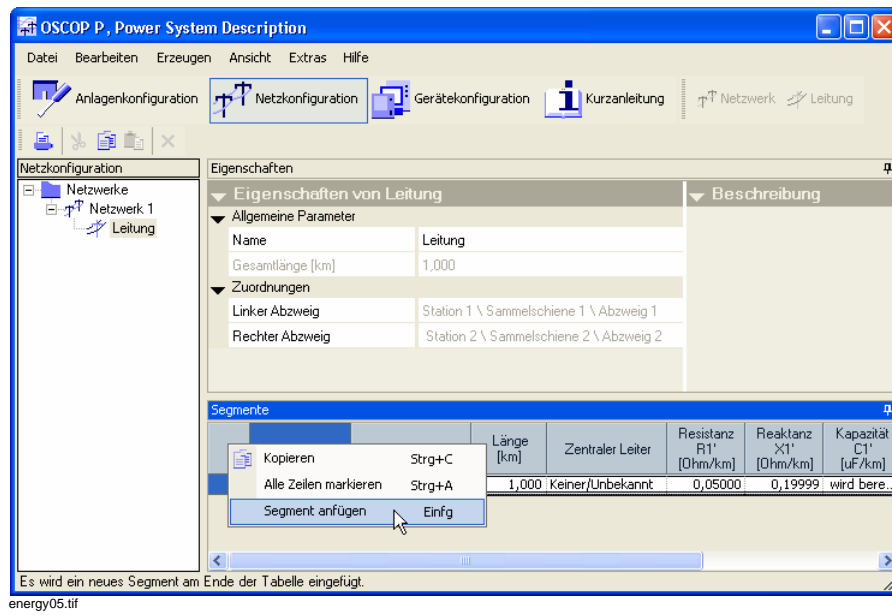 OSCOP P, Power System Description
Datei Bearbeiten Erzeugen Ansicht Extras Hilfe
Anlagenkonfiguration Netzkonfiguration Gerätekonfiguration Kurzanleitung Netzwerk Leitung
Netzkonfiguration
Netzwerke
Netzwerk 1
Leitung
Eigenschaften
Eigenschaften von Leitung
Beschreibung
Allgemeine Parameter
Name Leitung
Gesamtlänge [km] 1,000
Zuordnungen
Linker Abzweig Station 1 \ Sammelschiene 1 \ Abzweig 1
Rechter Abzweig Station 2 \ Sammelschiene 2 \ Abzweig 2
Segmente
Länge [km] Zentraler Leiter Resistanz R1' [Ohm/km] Reaktanz X1' [Ohm/km] Kapazität C1' [uF/km]
1,000 Keiner/Unbekannt 0,05000 0,19999 wird bere..
Kopieren Strg+C
Alle Zeilen markieren Strg+A
Segment anfügen Einfg
Es wird ein neues Segment am Ende der Tabelle eingefügt.
energy05.tif